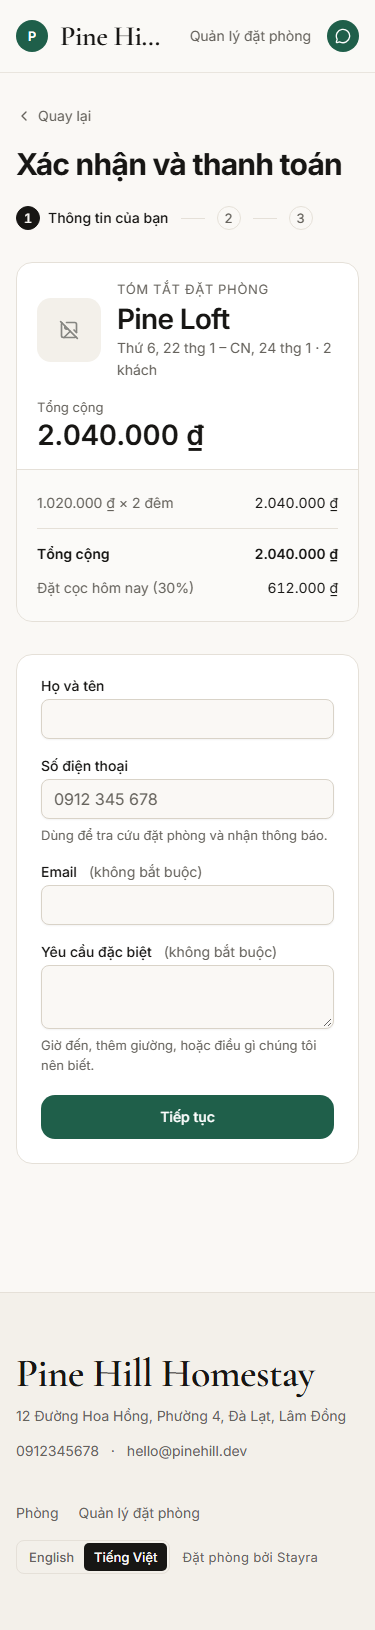 P Pine Hi... Quản lý đặt phòng
Quay lại
Xác nhận và thanh toán
1 Thông tin của bạn 2 3
TÓM TẮT ĐẶT PHÒNG
Pine Loft
Thứ 6, 22 thg 1 – CN, 24 thg 1 · 2
khách
Tổng cộng
2.040.000 ₫
1.020.000 ₫ × 2 đêm 2.040.000 ₫
Tổng cộng 2.040.000 ₫
Đặt cọc hôm nay (30%) 612.000 ₫
Họ và tên
Số điện thoại
0912 345 678
Dùng để tra cứu đặt phòng và nhận thông báo.
Email (không bắt buộc)
Yêu cầu đặc biệt (không bắt buộc)
Giờ đến, thêm giường, hoặc điều gì chúng tôi
nên biết.
Tiếp tục
Pine Hill Homestay
12 Đường Hoa Hồng, Phường 4, Đà Lạt, Lâm Đồng
0912345678 · hello@pinehill.dev
Phòng Quản lý đặt phòng
English Tiếng Việt Đặt phòng bởi Stayra